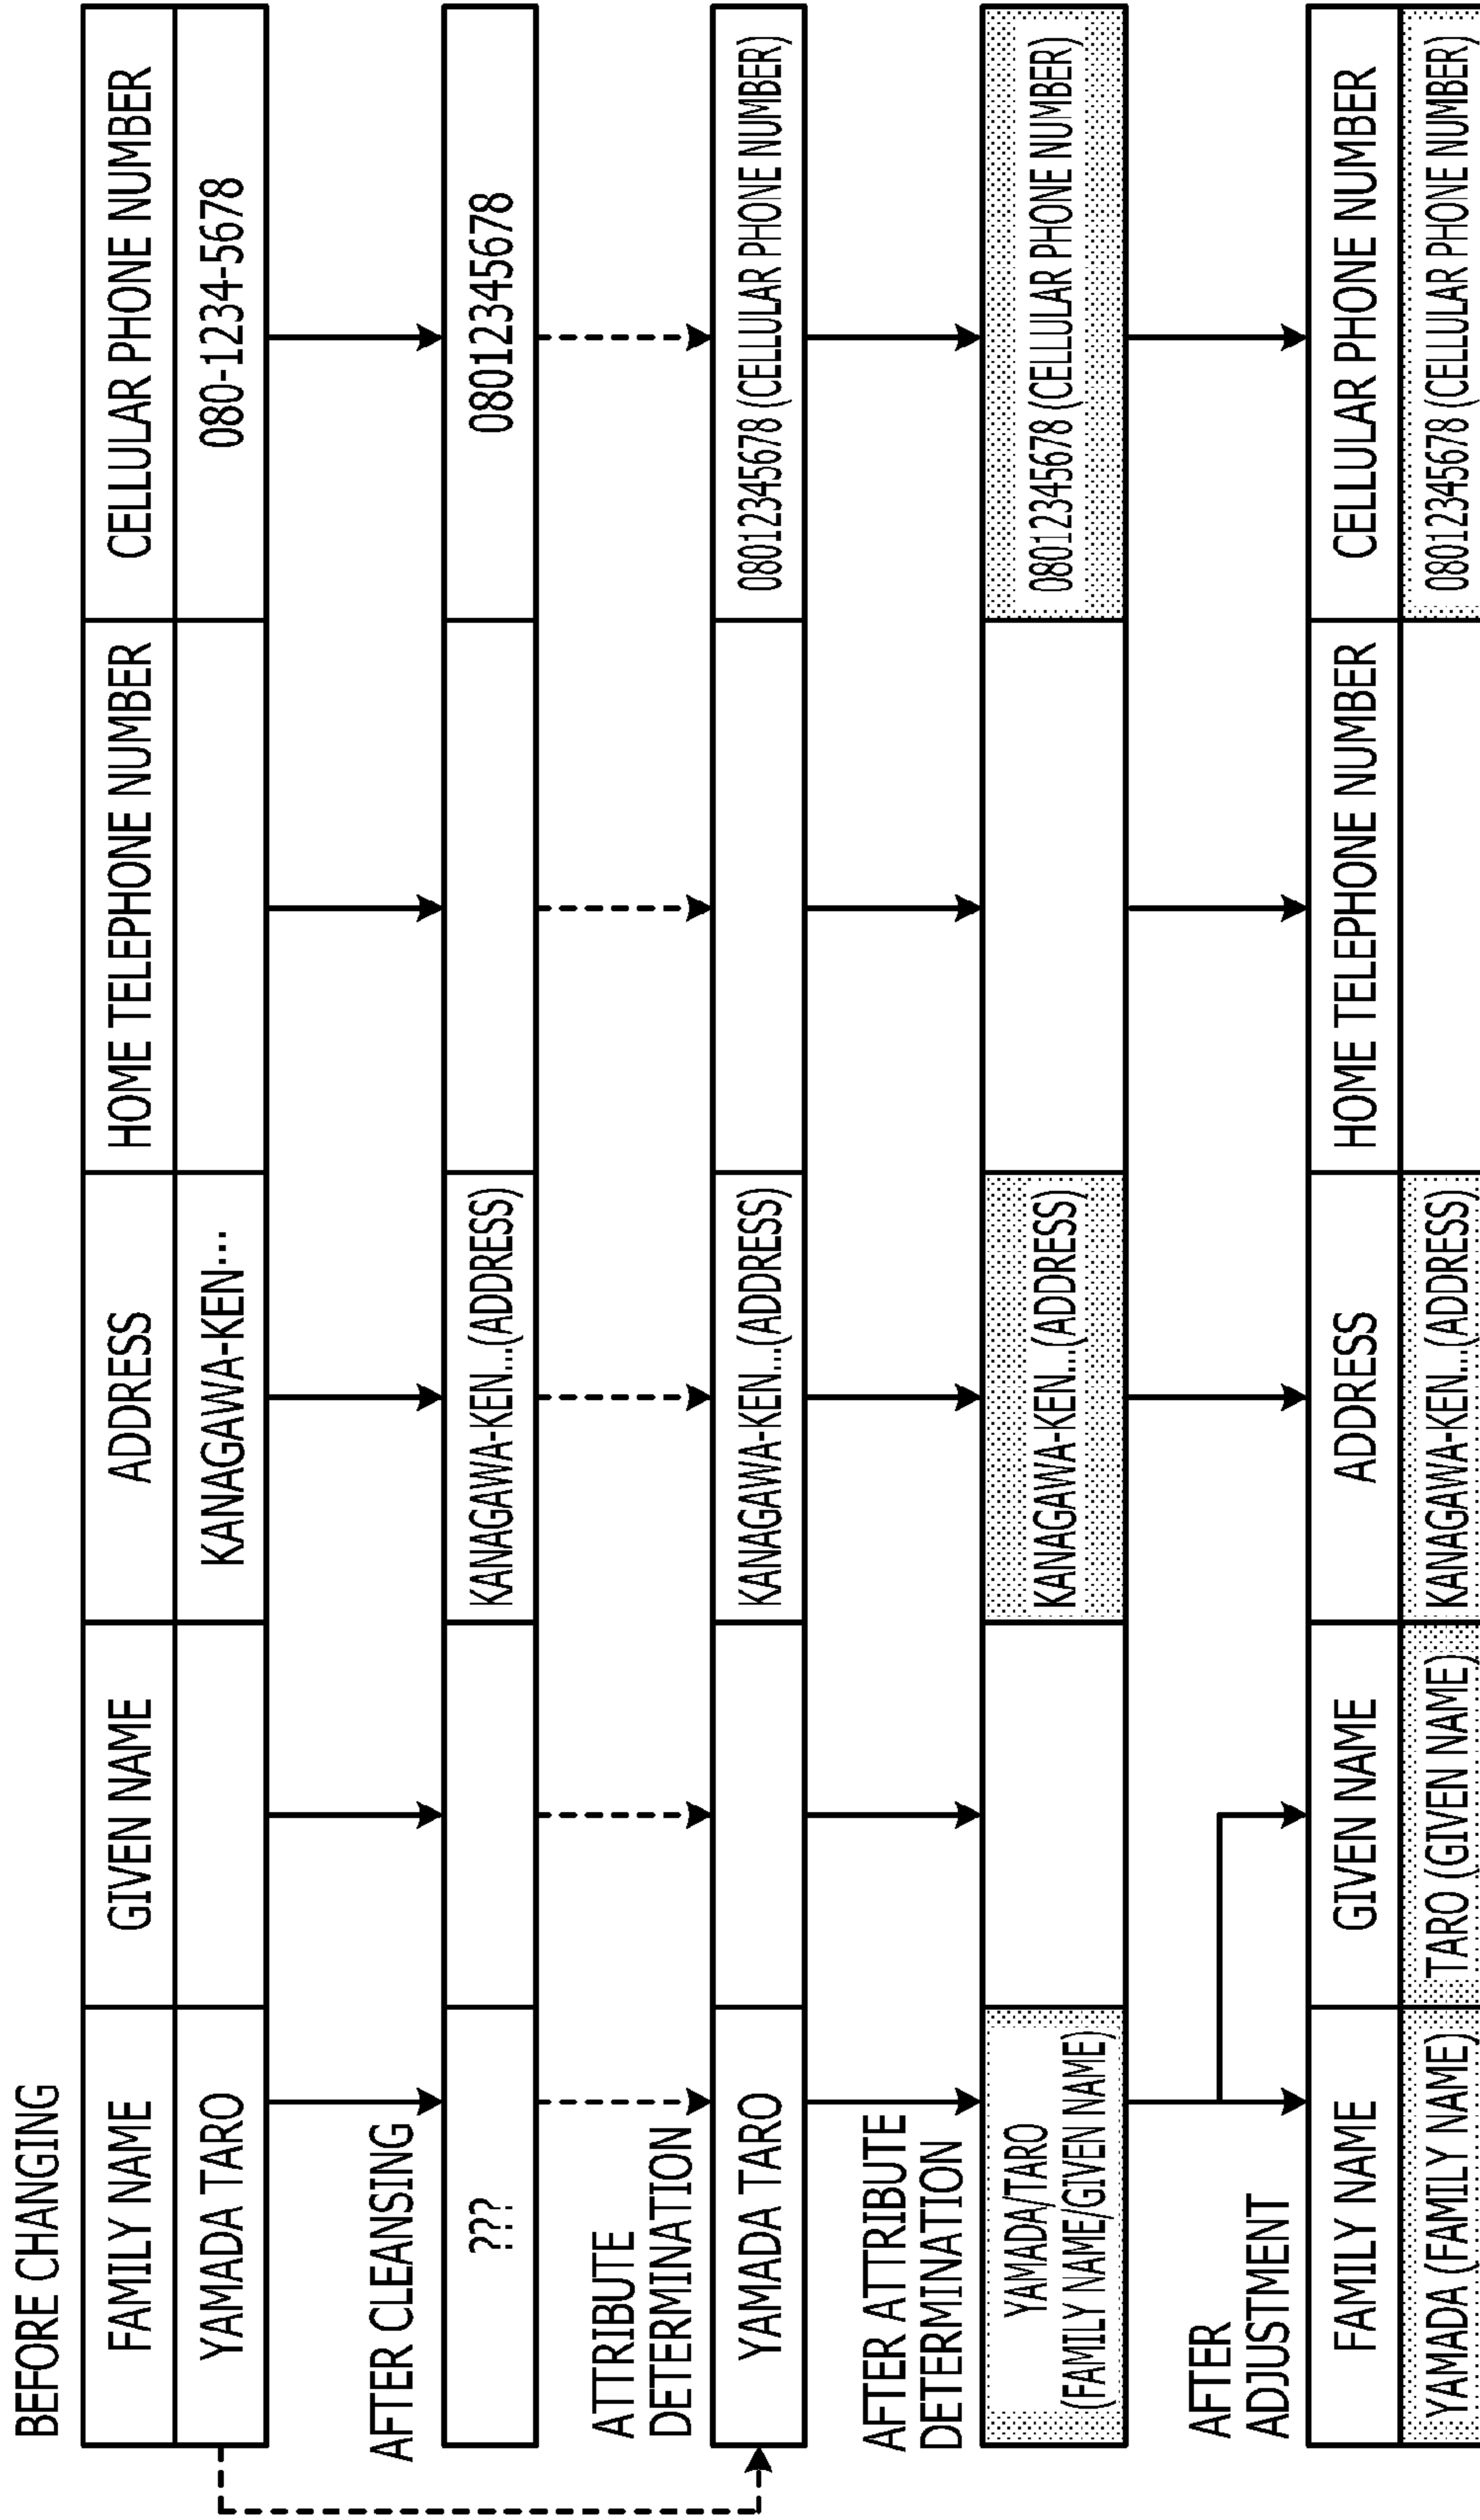 BEFORE CHANGING
FAMILY NAME
GIVEN NAME
ADDRESS
HOME TELEPHONE NUMBER
CELLULAR PHONE NUMBER
YAMADA TARO
KANAGAWA-KEN...
080-1234-5678
AFTER CLEANSING
???
KANAGAWA-KEN...(ADDRESS)
08012345678
ATTRIBUTE
DETERMINATION
YAMADA TARO
KANAGAWA-KEN...(ADDRESS)
08012345678 (CELLULAR PHONE NUMBER)
AFTER ATTRIBUTE
DETERMINATION
YAMADA/TARO
(FAMILY NAME/GIVEN NAME)
KANAGAWA-KEN...(ADDRESS)
08012345678 (CELLULAR PHONE NUMBER)
AFTER
ADJUSTMENT
FAMILY NAME
GIVEN NAME
ADDRESS
HOME TELEPHONE NUMBER
CELLULAR PHONE NUMBER
YAMADA (FAMILY NAME)
TARO (GIVEN NAME)
KANAGAWA-KEN...(ADDRESS)
08012345678 (CELLULAR PHONE NUMBER)